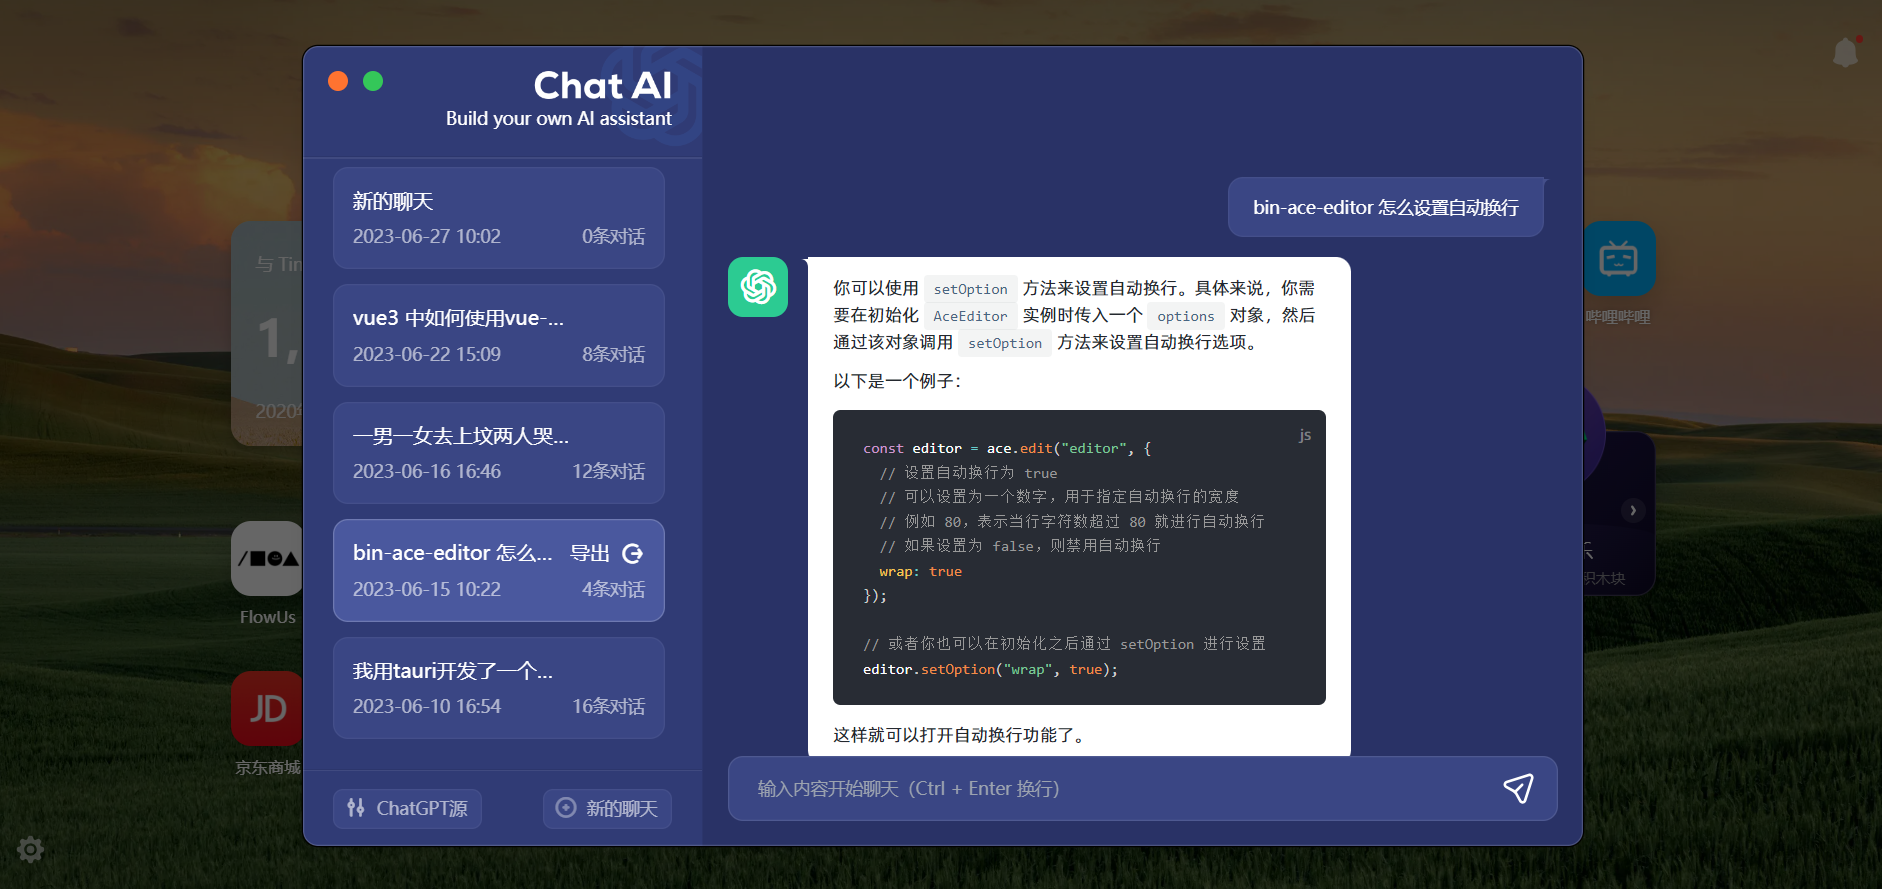 Chat AI
Build your own AI assistant
新的聊天
2023-06-27 10:02 0条对话
vue3 中如何使用vue-...
2023-06-22 15:09 8条对话
一男一女去上坟两人哭...
2023-06-16 16:46 12条对话
bin-ace-editor 怎么... 导出
2023-06-15 10:22 4条对话
我用tauri开发了一个...
2023-06-10 16:54 16条对话
ChatGPT源 新的聊天
bin-ace-editor 怎么设置自动换行
你可以使用 setOption 方法来设置自动换行。具体来说，你需
要在初始化 AceEditor 实例时传入一个 options 对象，然后
通过该对象调用 setOption 方法来设置自动换行选项。
以下是一个例子：
js
const editor = ace.edit("editor", {
// 设置自动换行为 true
// 可以设置为一个数字，用于指定自动换行的宽度
// 例如 80，表示当行字符数超过 80 就进行自动换行
// 如果设置为 false，则禁用自动换行
wrap: true
});
// 或者你也可以在初始化之后通过 setOption 进行设置
editor.setOption("wrap", true);
这样就可以打开自动换行功能了。
输入内容开始聊天（Ctrl + Enter 换行）
与 Tim
1,
2020
FlowUs
JD
京东商城
哔哩哔哩
积木块